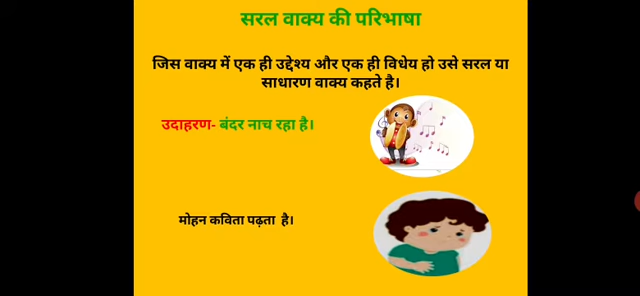 सरल वाक्य की परिभाषा
जिस वाक्य में एक ही उद्देश्य और एक ही विधेय हो उसे सरल या
साधारण वाक्य कहते है।
उदाहरण- बंदर नाच रहा है।
मोहन कविता पढ़ता है।